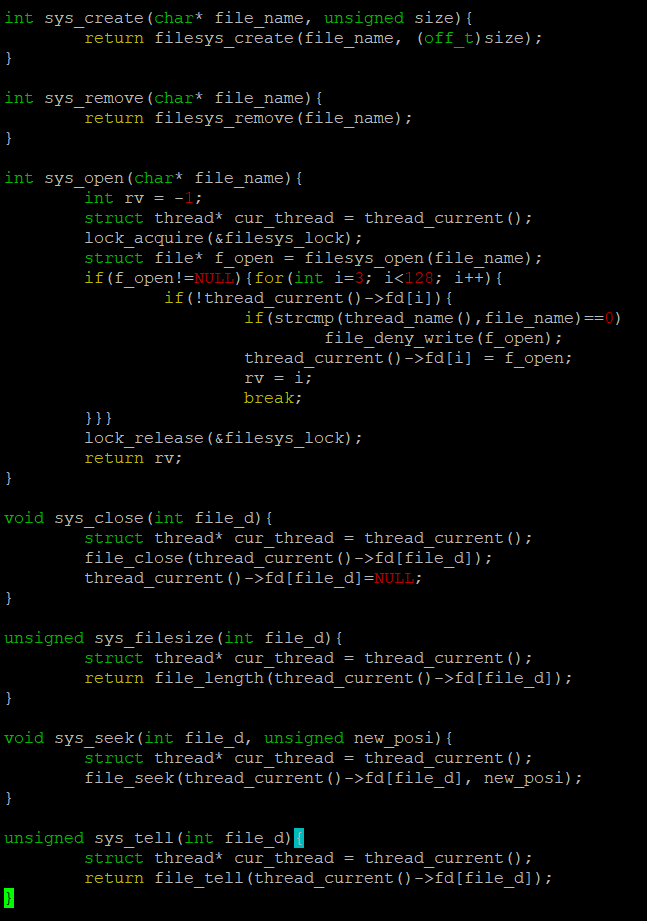 int sys_create(char* file_name, unsigned size){
        return filesys_create(file_name, (off_t)size);
}

int sys_remove(char* file_name){
        return filesys_remove(file_name);
}

int sys_open(char* file_name){
        int rv = -1;
        struct thread* cur_thread = thread_current();
        lock_acquire(&filesys_lock);
        struct file* f_open = filesys_open(file_name);
        if(f_open!=NULL){for(int i=3; i<128; i++){
                if(!thread_current()->fd[i]){
                        if(strcmp(thread_name(),file_name)==0)
                                file_deny_write(f_open);
                        thread_current()->fd[i] = f_open;
                        rv = i;
                        break;
        }}}
        lock_release(&filesys_lock);
        return rv;
}

void sys_close(int file_d){
        struct thread* cur_thread = thread_current();
        file_close(thread_current()->fd[file_d]);
        thread_current()->fd[file_d]=NULL;
}

unsigned sys_filesize(int file_d){
        struct thread* cur_thread = thread_current();
        return file_length(thread_current()->fd[file_d]);
}

void sys_seek(int file_d, unsigned new_posi){
        struct thread* cur_thread = thread_current();
        file_seek(thread_current()->fd[file_d], new_posi);
}

unsigned sys_tell(int file_d){
        struct thread* cur_thread = thread_current();
        return file_tell(thread_current()->fd[file_d]);
}